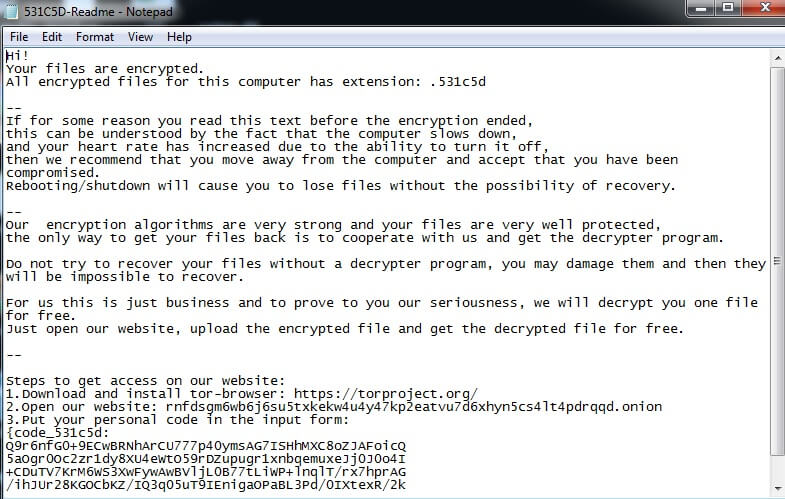 531C5D-Readme - Notepad
File Edit Format View Help
Hi!
Your files are encrypted.
All encrypted files for this computer has extension: .531c5d
--
If for some reason you read this text before the encryption ended,
this can be understood by the fact that the computer slows down,
and your heart rate has increased due to the ability to turn it off,
then we recommend that you move away from the computer and accept that you have been
compromised.
Rebooting/shutdown will cause you to lose files without the possibility of recovery.
--
Our  encryption algorithms are very strong and your files are very well protected,
the only way to get your files back is to cooperate with us and get the decrypter program.
Do not try to recover your files without a decrypter program, you may damage them and then they
will be impossible to recover.
For us this is just business and to prove to you our seriousness, we will decrypt you one file
for free.
Just open our website, upload the encrypted file and get the decrypted file for free.
--
Steps to get access on our website:
1.Download and install tor-browser: https://torproject.org/
2.Open our website: rnfdsgm6wb6j6su5txkekw4u4y47kp2eatvu7d6xhyn5cs4lt4pdrqqd.onion
3.Put your personal code in the input form:
{code_531c5d:
Q9r6nfG0+9ECwBRNhArCU777p4OymsAG7ISHhMXC8oZJAFoicQ
5aOgr0Oc2zr1dy8XU4eWtO59rDZupugr1xnbqemuxeJj0JOo4I
+CDuTV7KrM6WS3XwFywAwBVljL0B77tLiWP+lnqlT/rx7hprAG
/ihJUr28KGOCbKZ/IQ3q05uT9IEnigaOPaBL3Pd/0IXtexR/2k